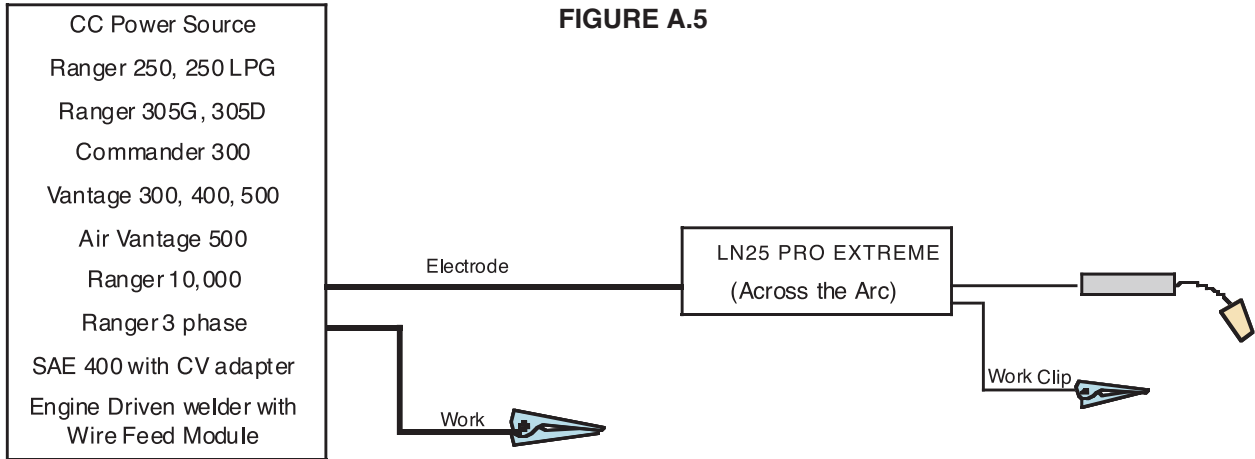 FIGURE A.5
CC Power Source
Ranger 250, 250 LPG
Ranger 305G, 305D
Commander 300
Vantage 300, 400, 500
Air Vantage 500
Ranger 10,000
Ranger 3 phase
SAE 400 with CV adapter
Engine Driven welder with
Wire Feed Module
Electrode
Work
LN25 PRO EXTREME
(Across the Arc)
Work Clip